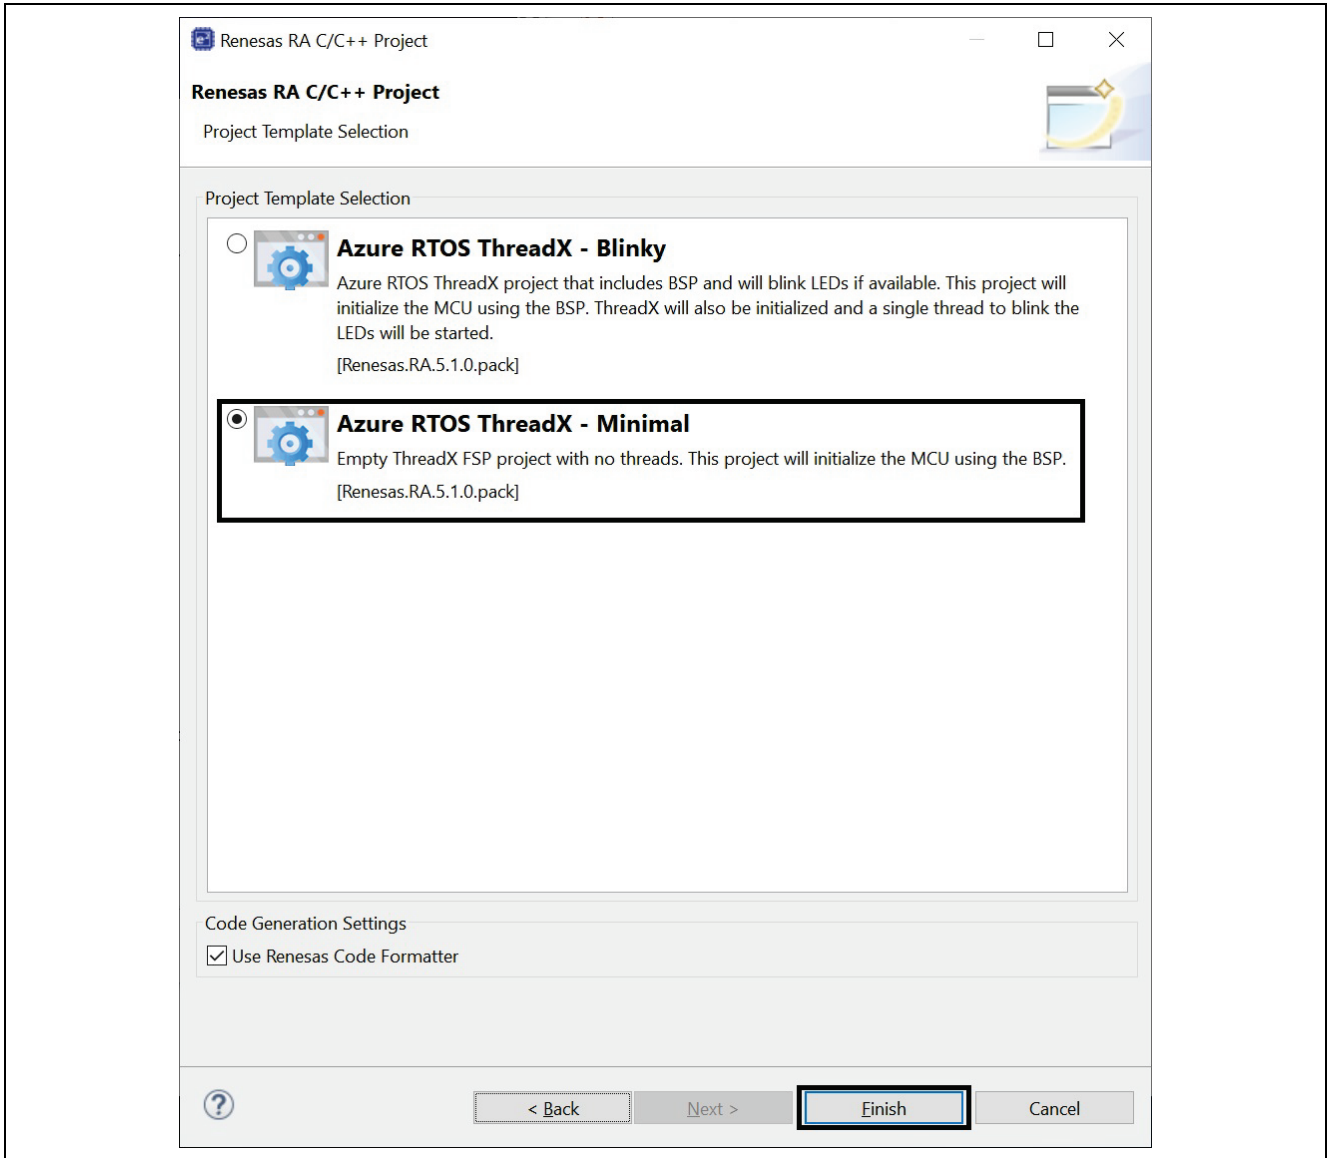 Renesas RA C/C++ Project
Renesas RA C/C++ Project
Project Template Selection
Project Template Selection
Azure RTOS ThreadX - Blinky
Azure RTOS ThreadX project that includes BSP and will blink LEDs if available. This project will
initialize the MCU using the BSP. ThreadX will also be initialized and a single thread to blink the
LEDs will be started.
[Renesas.RA.5.1.0.pack]
Azure RTOS ThreadX - Minimal
Empty ThreadX FSP project with no threads. This project will initialize the MCU using the BSP.
[Renesas.RA.5.1.0.pack]
Code Generation Settings
Use Renesas Code Formatter
? < Back Next > Finish Cancel